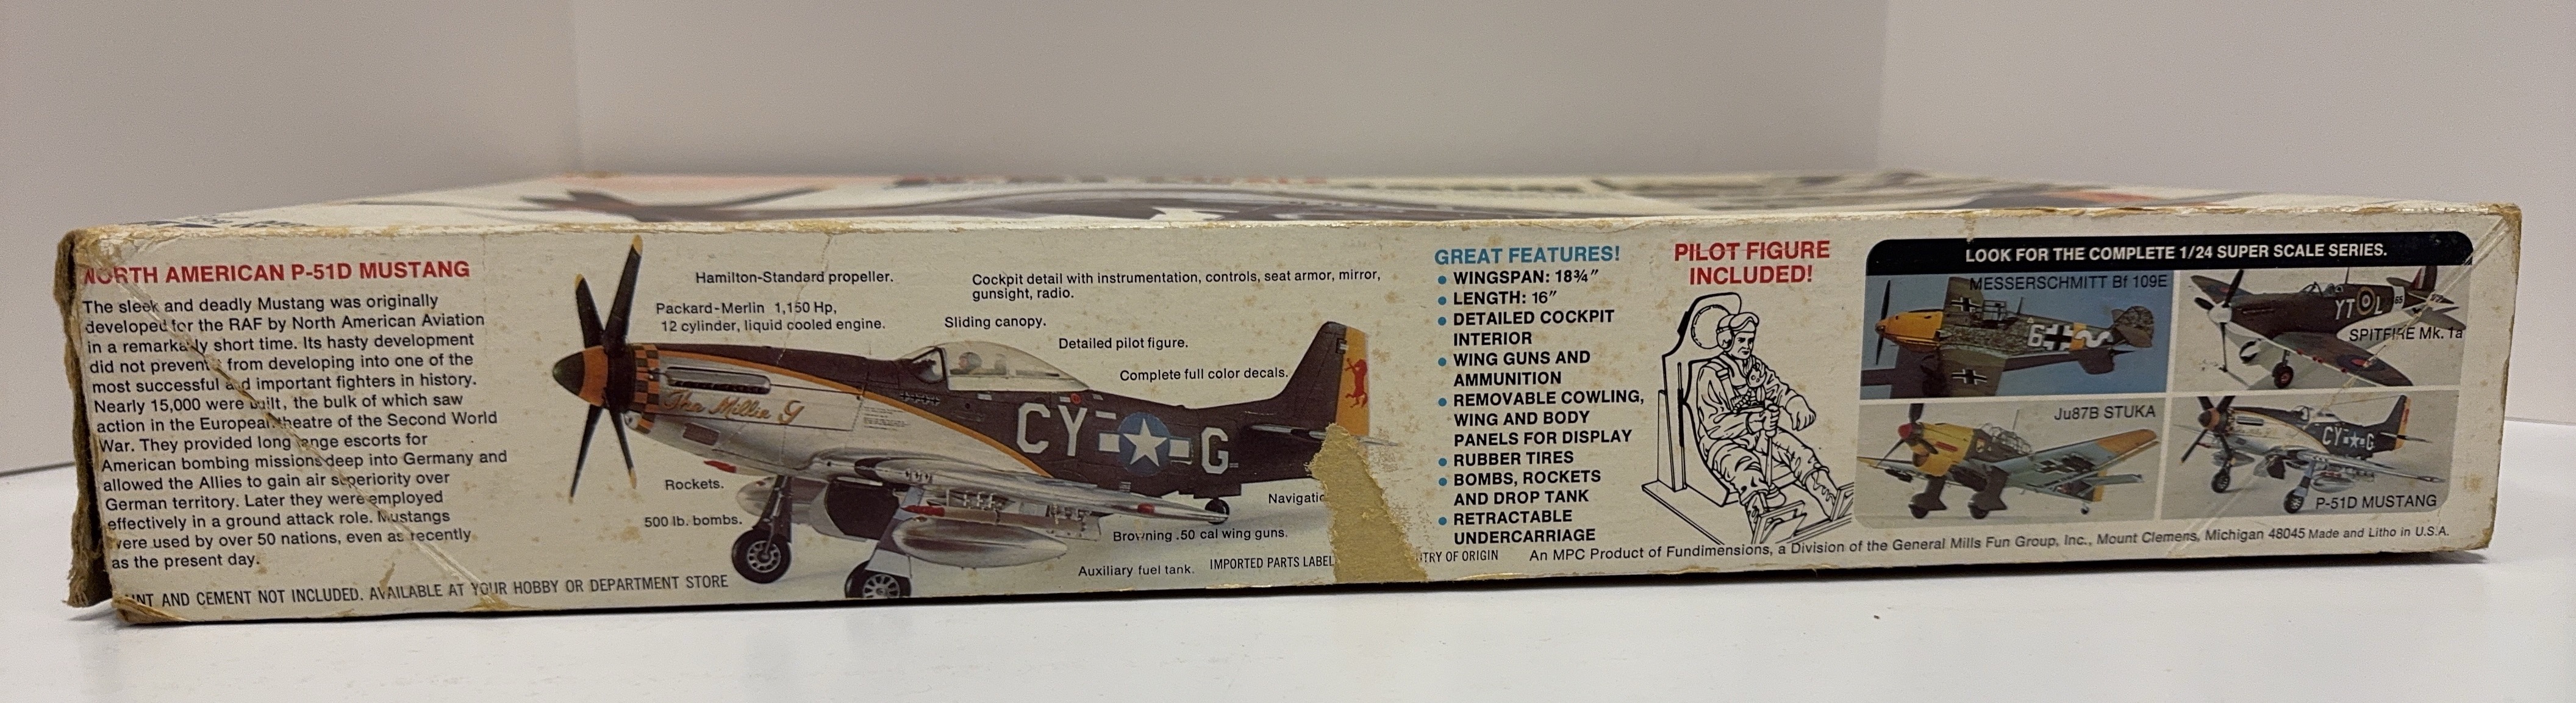 NORTH AMERICAN P-51D MUSTANG
The sleek and deadly Mustang was originally
developed for the RAF by North American Aviation
in a remarkably short time. Its hasty development
did not prevent it from developing into one of the
most successful and important fighters in history.
Nearly 15,000 were built, the bulk of which saw
action in the European theatre of the Second World
War. They provided long range escorts for
American bombing missions deep into Germany and
allowed the Allies to gain air superiority over
German territory. Later they were employed
effectively in a ground attack role. Mustangs
were used by over 50 nations, even as recently
as the present day.
AND CEMENT NOT INCLUDED. AVAILABLE AT YOUR HOBBY OR DEPARTMENT STORE
Hamilton-Standard propeller.
Packard-Merlin 1,150 Hp,
12 cylinder, liquid cooled engine.
Cockpit detail with instrumentation, controls, seat armor, mirror,
gunsight, radio.
Sliding canopy.
Detailed pilot figure.
Complete full color decals.
The Millie G
CY G
Rockets.
500 lb. bombs.
Navigatio
Browning .50 cal wing guns.
Auxiliary fuel tank.
IMPORTED PARTS LABEL
TRY OF ORIGIN
GREAT FEATURES!
• WINGSPAN: 18¾″
• LENGTH: 16″
• DETAILED COCKPIT
INTERIOR
• WING GUNS AND
AMMUNITION
• REMOVABLE COWLING,
WING AND BODY
PANELS FOR DISPLAY
• RUBBER TIRES
• BOMBS, ROCKETS
AND DROP TANK
• RETRACTABLE
UNDERCARRIAGE
PILOT FIGURE
INCLUDED!
LOOK FOR THE COMPLETE 1/24 SUPER SCALE SERIES.
MESSERSCHMITT Bf 109E
6
YT L
SPITFIRE Mk. 1a
Ju87B STUKA
CY G
P-51D MUSTANG
An MPC Product of Fundimensions, a Division of the General Mills Fun Group, Inc., Mount Clemens, Michigan 48045 Made and Litho in U.S.A.